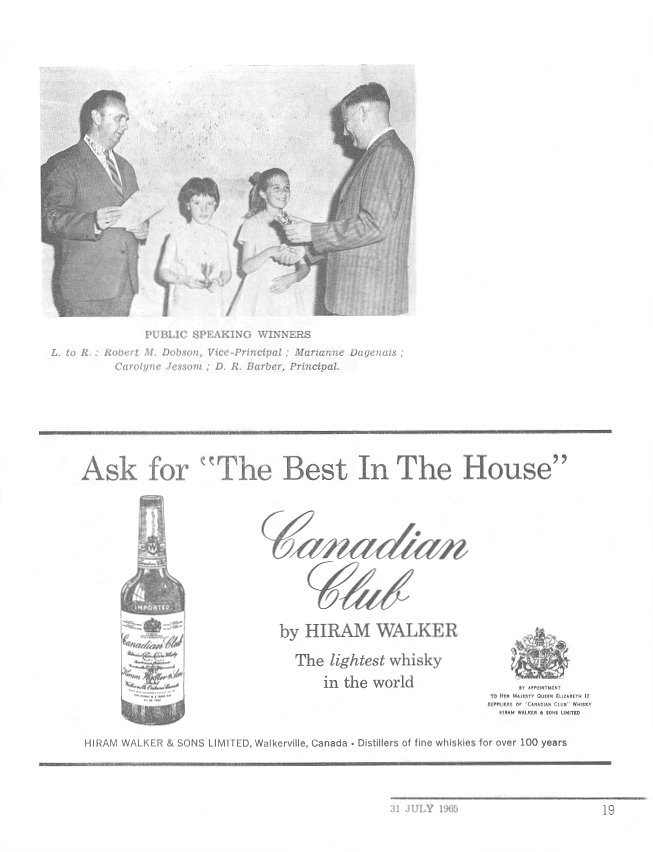 PUBLIC SPEAKING WINNERS
L. to R. : Robert M. Dobson, Vice-Principal ; Marianne Dagenais ;
Carolyne Jessom ; D. R. Barber, Principal.
Ask for "The Best In The House"
IMPORTED
Canadian Club
Hiram Walker & Sons
Canadian
Club
by HIRAM WALKER
The lightest whisky
in the world
BY APPOINTMENT
TO HER MAJESTY QUEEN ELIZABETH II
SUPPLIERS OF "CANADIAN CLUB" WHISKY
HIRAM WALKER & SONS LIMITED
HIRAM WALKER & SONS LIMITED, Walkerville, Canada • Distillers of fine whiskies for over 100 years
31 JULY 1965
19